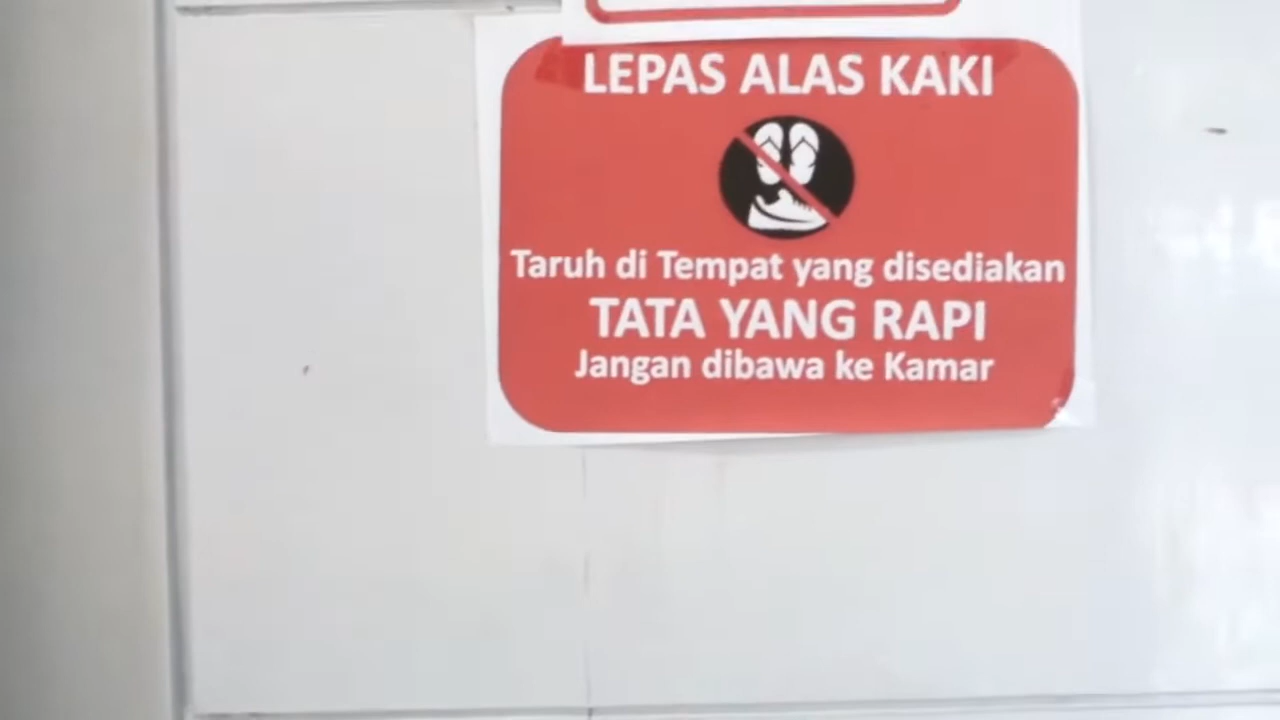 LEPAS ALAS KAKI
Taruh di Tempat yang disediakan
TATA YANG RAPI
Jangan dibawa ke Kamar